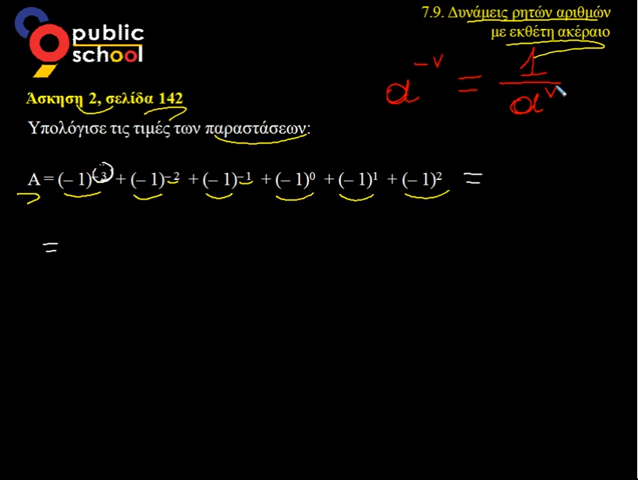 public
school
7.9. Δυνάμεις ρητών αριθμών
με εκθέτη ακέραιο
α⁻ᵛ = 1/αᵛ
Άσκηση 2, σελίδα 142
Υπολόγισε τις τιμές των παραστάσεων:
Α = (– 1)⁻³ + (– 1)⁻² + (– 1)⁻¹ + (– 1)⁰ + (– 1)¹ + (– 1)² =
=